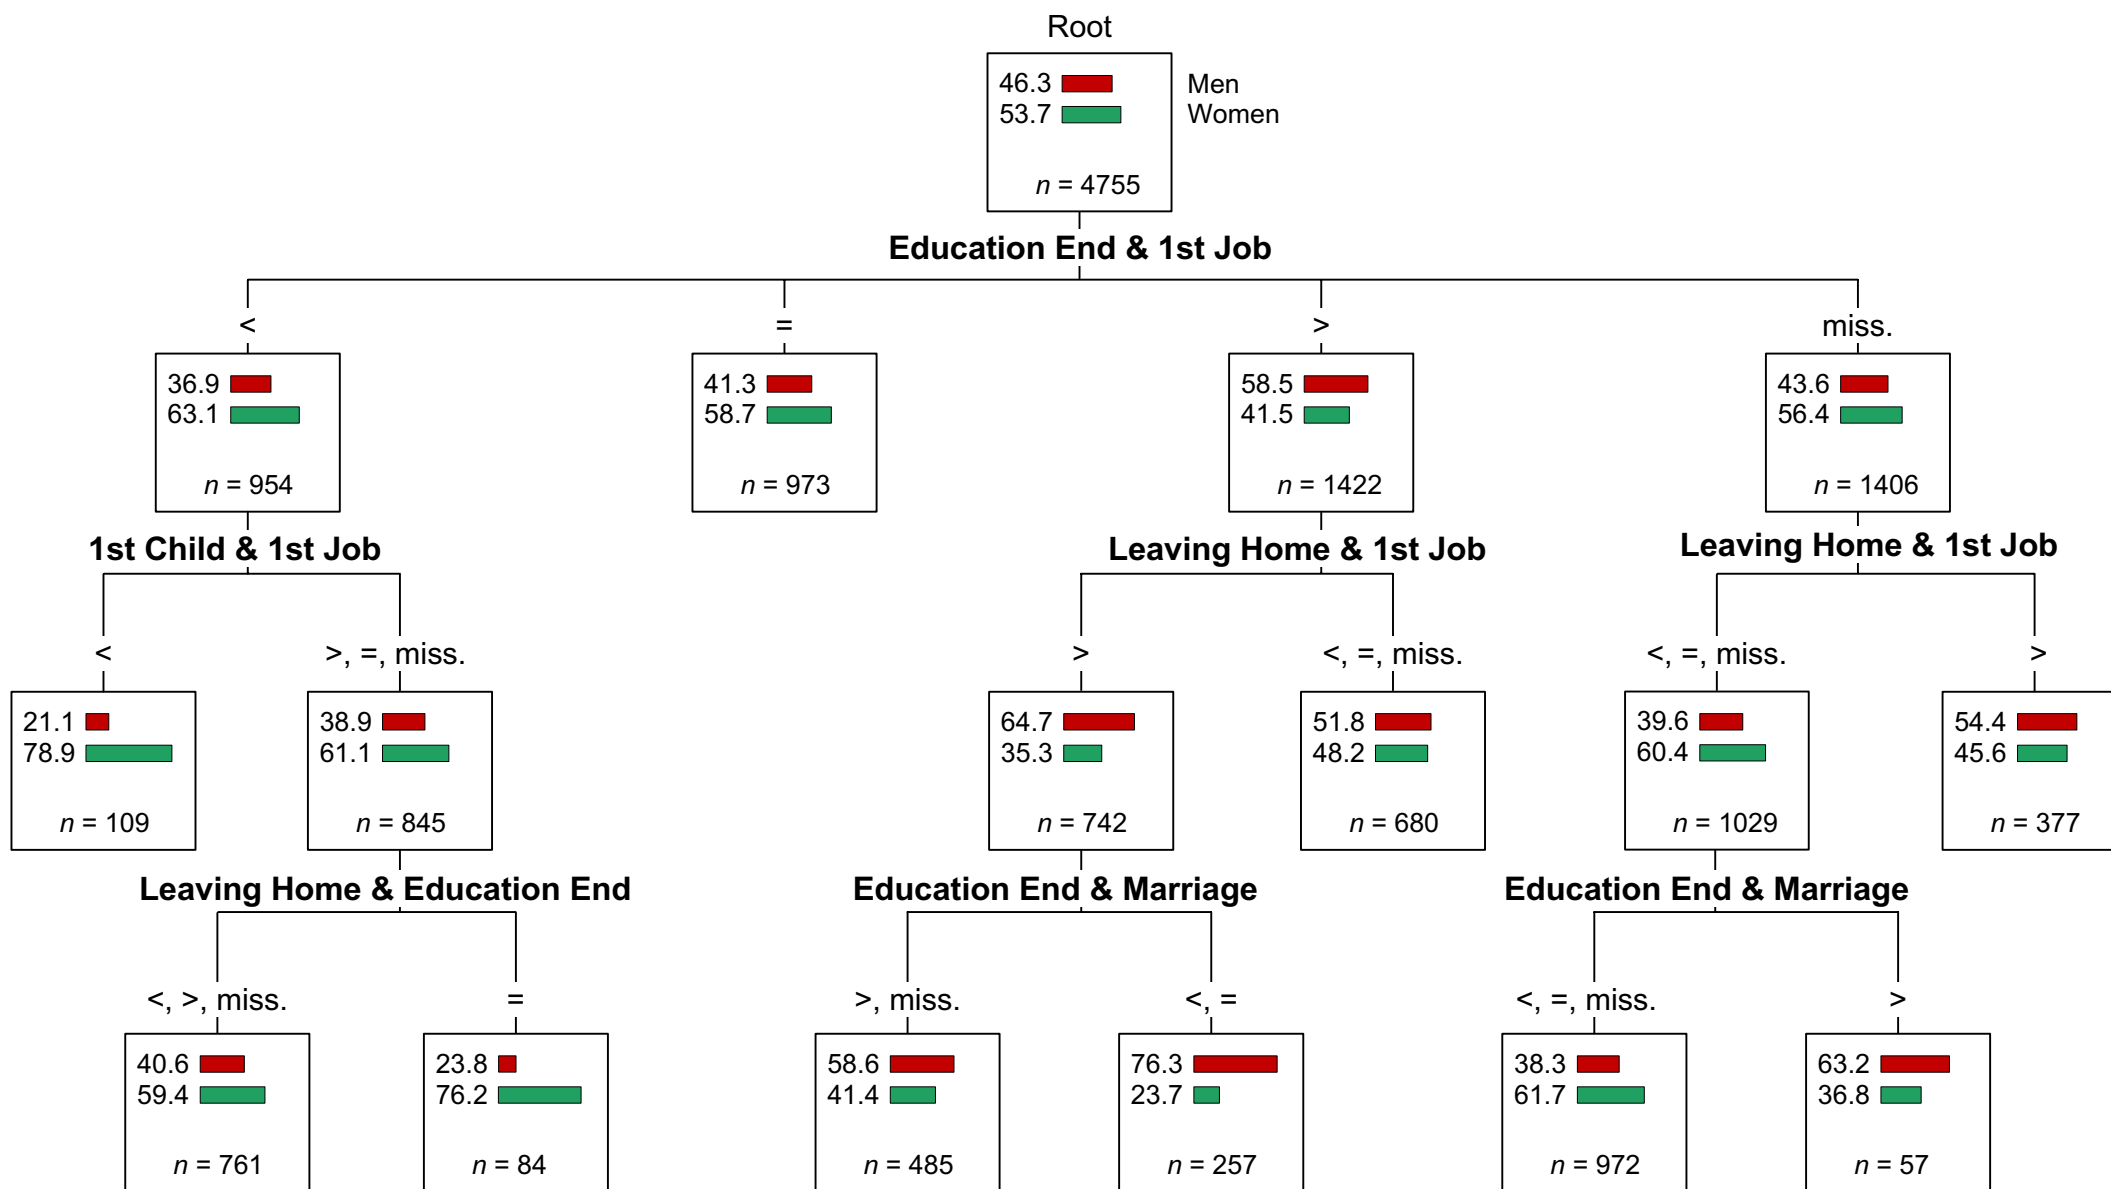 Root
46.3 Men
53.7 Women
n = 4755
Education End & 1st Job
< = > miss.
36.9 41.3 58.5 43.6
63.1 58.7 41.5 56.4
n = 954 n = 973 n = 1422 n = 1406
1st Child & 1st Job Leaving Home & 1st Job Leaving Home & 1st Job
< >, =, miss. > <, =, miss. <, =, miss. >
21.1 38.9 64.7 51.8 39.6 54.4
78.9 61.1 35.3 48.2 60.4 45.6
n = 109 n = 845 n = 742 n = 680 n = 1029 n = 377
Leaving Home & Education End Education End & Marriage Education End & Marriage
<, >, miss. = >, miss. <, = <, =, miss. >
40.6 23.8 58.6 76.3 38.3 63.2
59.4 76.2 41.4 23.7 61.7 36.8
n = 761 n = 84 n = 485 n = 257 n = 972 n = 57